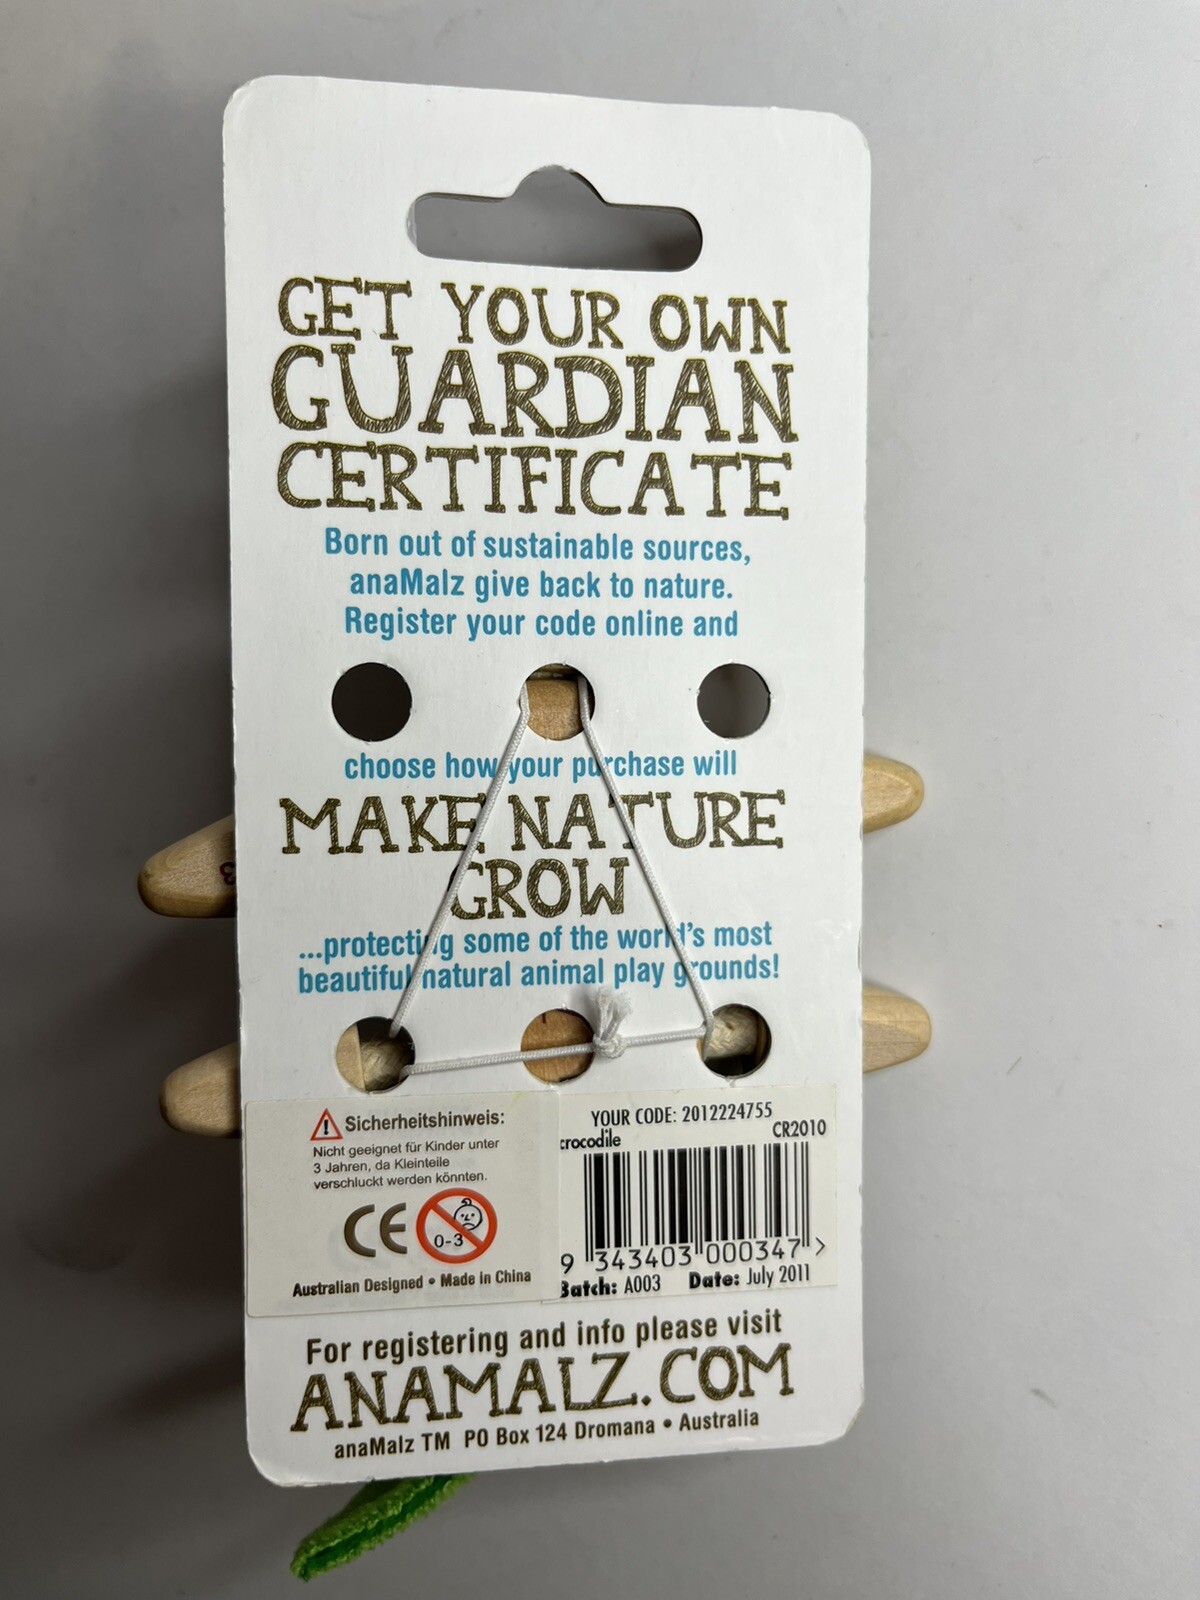 GET YOUR OWN
GUARDIAN
CERTIFICATE
Born out of sustainable sources,
anaMalz give back to nature.
Register your code online and
choose how your purchase will
MAKE NATURE
GROW
...protecting some of the world's most
beautiful natural animal play grounds!
Sicherheitshinweis:
Nicht geeignet für Kinder unter
3 Jahren, da Kleinteile
verschluckt werden könnten.
CE
0-3
Australian Designed • Made in China
YOUR CODE: 2012224755
crocodile CR2010
9 343403 000347 >
Batch: A003 Date: July 2011
For registering and info please visit
ANAMALZ.COM
anaMalz TM PO Box 124 Dromana • Australia